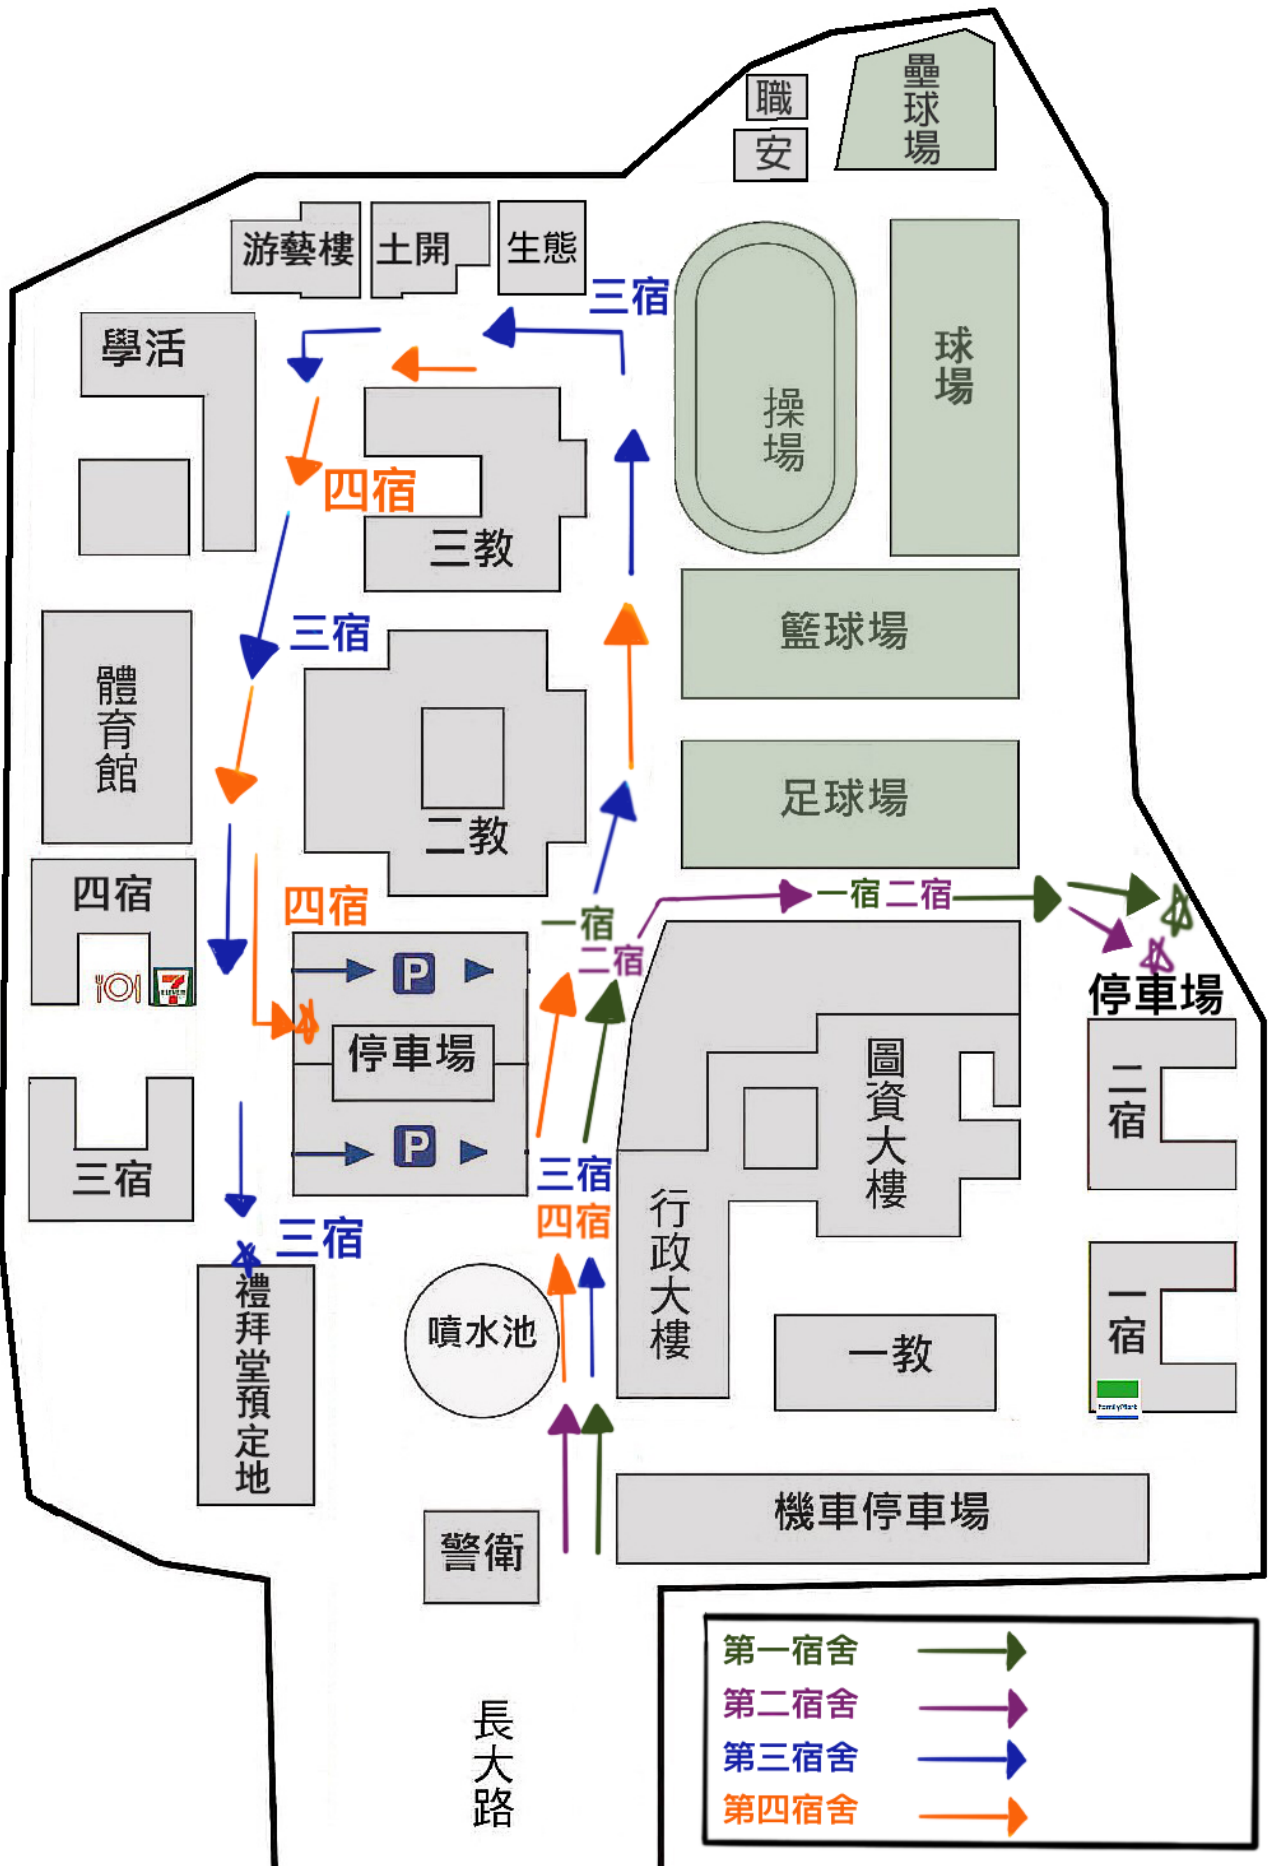 壘球場
職
安
游藝樓
土開
生態
三宿
學活
操場
球場
四宿
三教
籃球場
三宿
體育館
二教
足球場
四宿
四宿
一宿
二宿
一宿 二宿
P
停車場
停車場
7
ELEVEn
圖資大樓
二宿
P
三宿
三宿
四宿
行政大樓
三宿
禮拜堂預定地
噴水池
一教
一宿
FamilyMart
機車停車場
警衛
第一宿舍
第二宿舍
第三宿舍
第四宿舍
長大路